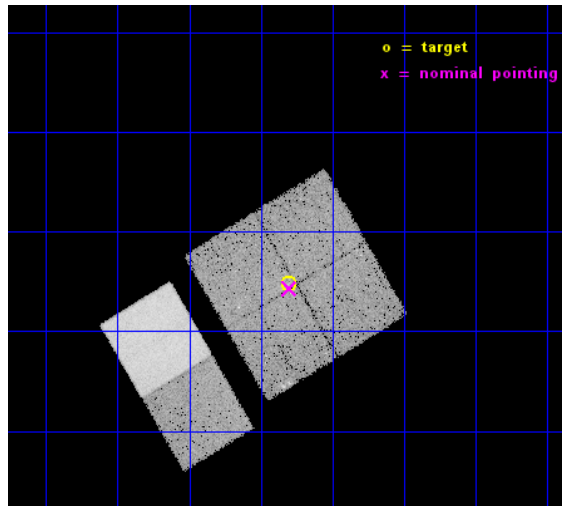 o = target
x = nominal pointing